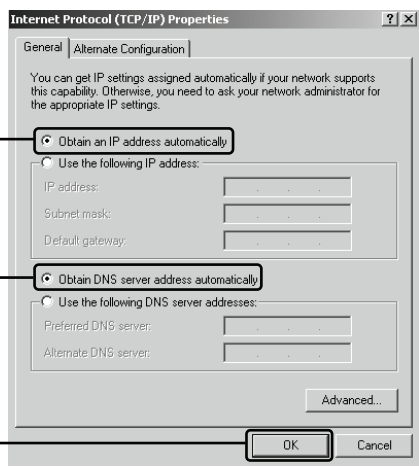 Internet Protocol (TCP/IP) Properties
General Alternate Configuration
You can get IP settings assigned automatically if your network supports
this capability. Otherwise, you need to ask your network administrator for
the appropriate IP settings.
Obtain an IP address automatically
Use the following IP address:
IP address:
Subnet mask:
Default gateway:
Obtain DNS server address automatically
Use the following DNS server addresses:
Preferred DNS server:
Alternate DNS server:
Advanced...
OK Cancel